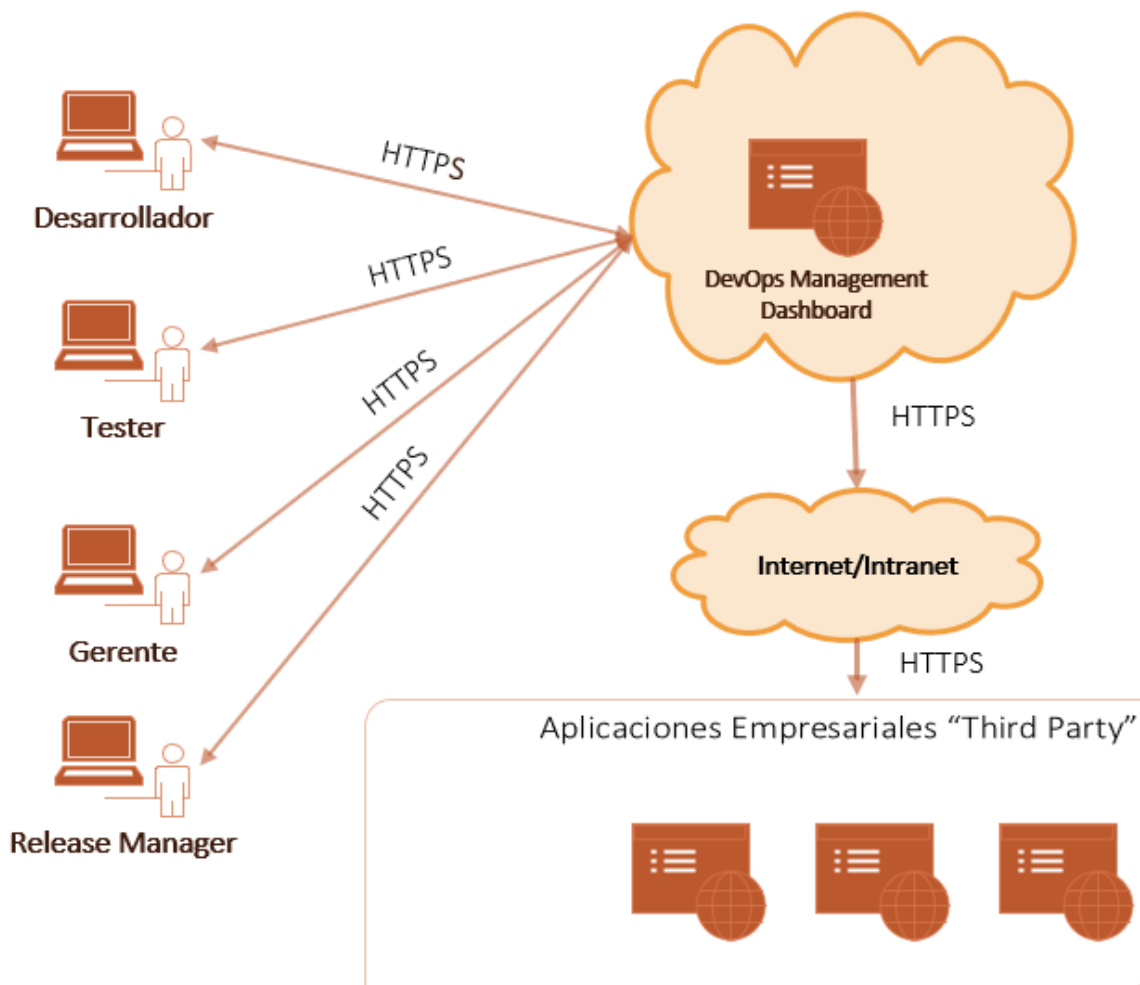 HTTPS
Desarrollador
HTTPS
DevOps Management
Dashboard
Tester
HTTPS
HTTPS
HTTPS
Internet/Intranet
Gerente
HTTPS
Aplicaciones Empresariales “Third Party”
Release Manager